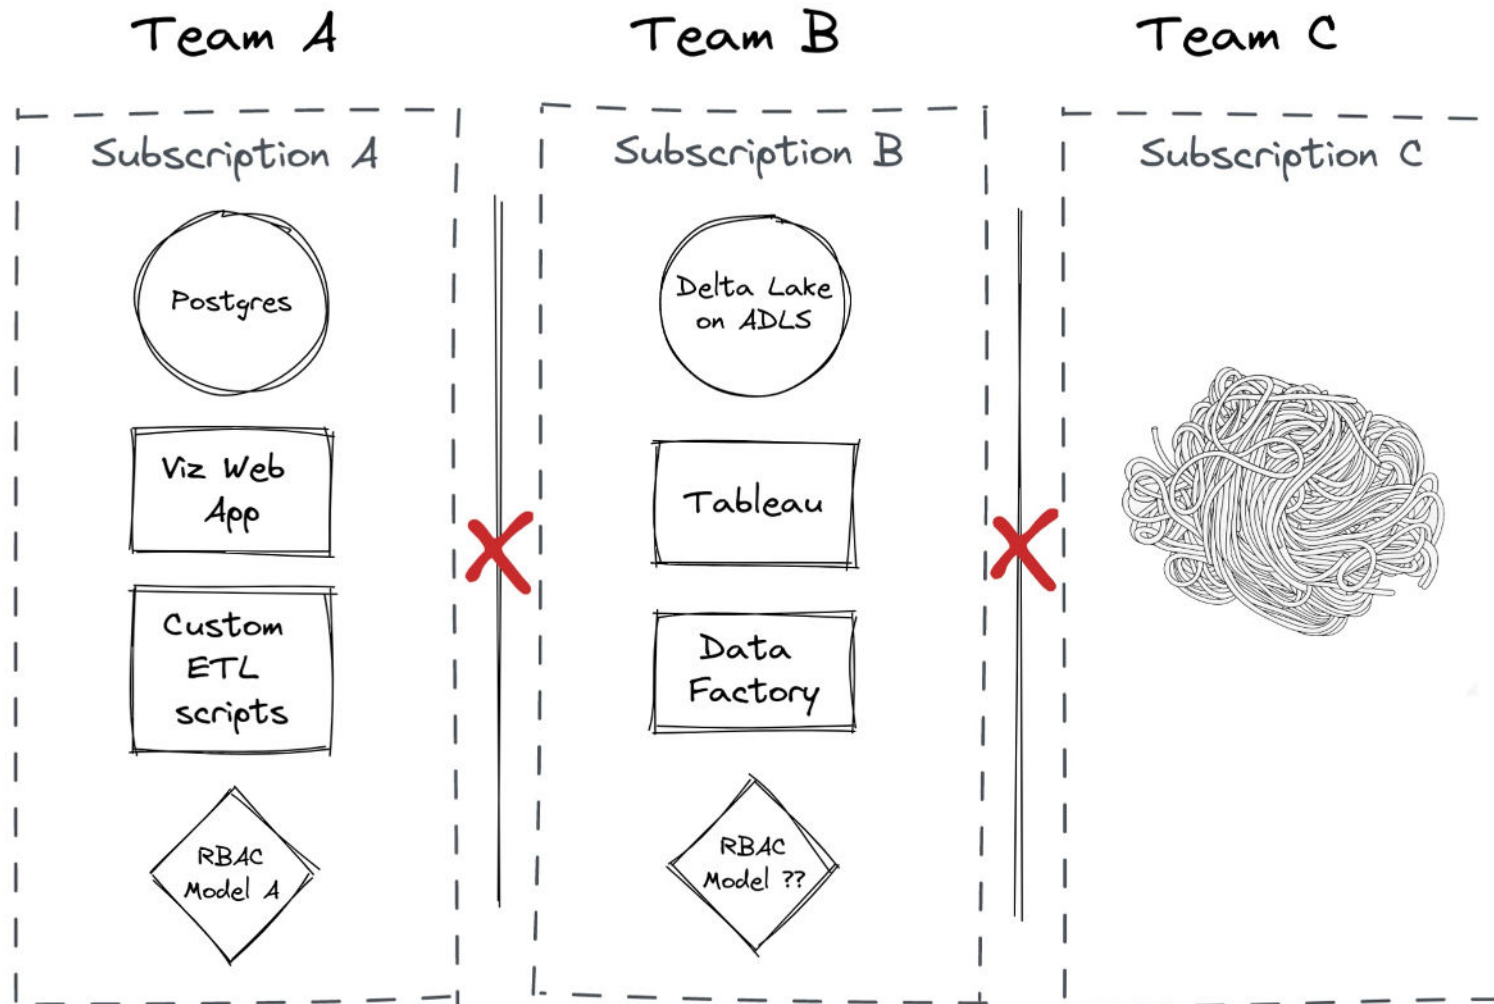 Team A
Team B
Team C
Subscription A
Postgres
Viz Web
App
Custom
ETL
scripts
RBAC
Model A
Subscription B
Delta Lake
on ADLS
Tableau
Data
Factory
RBAC
Model ??
Subscription C